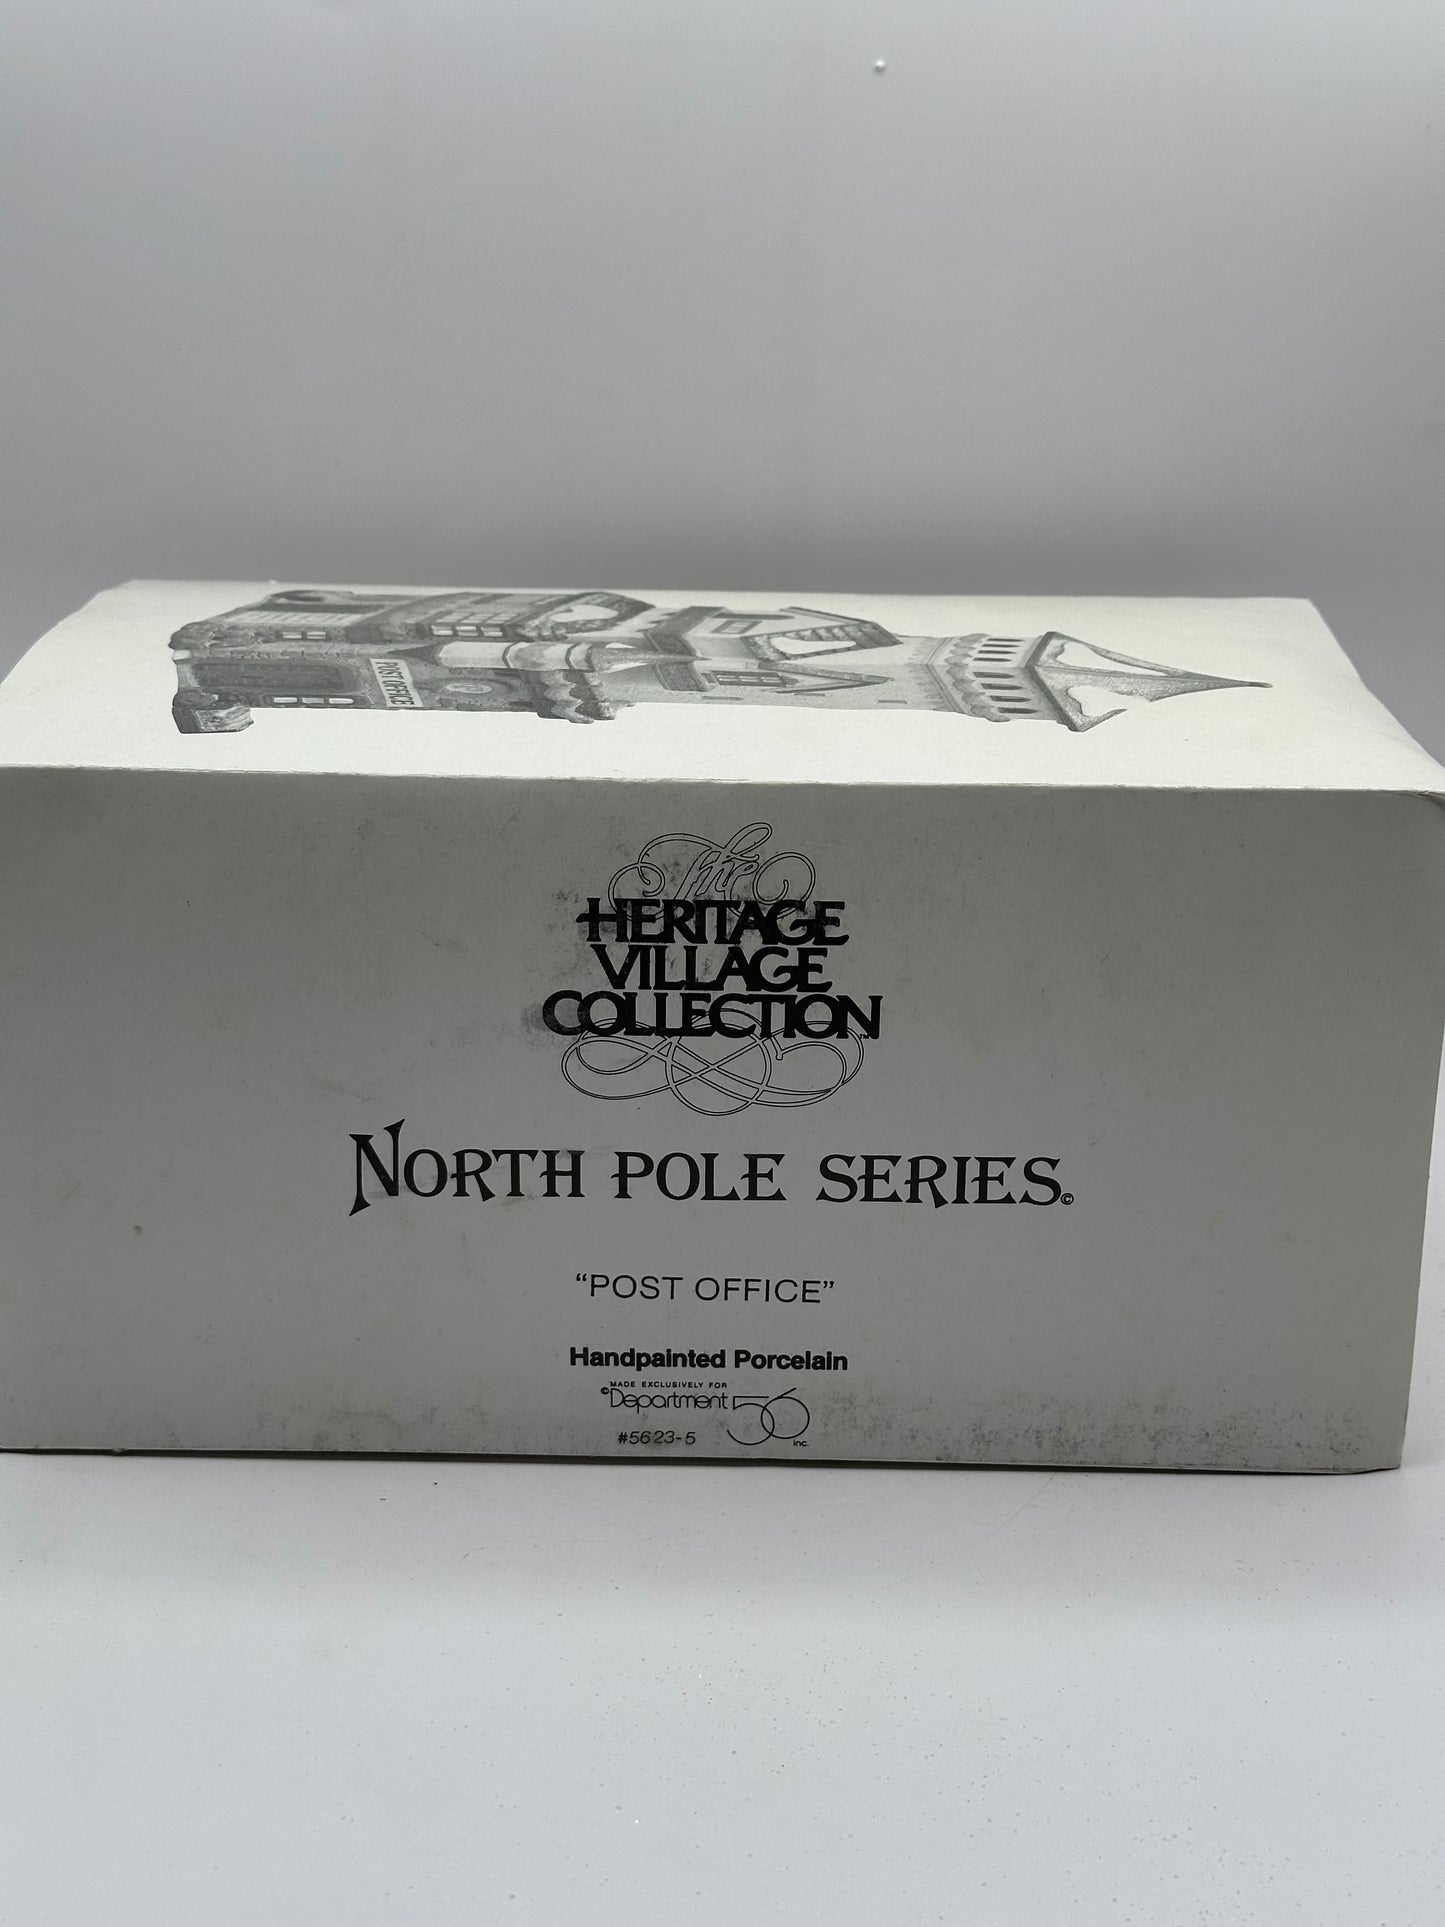 POST OFFICE
The
HERITAGE
VILLAGE
COLLECTION™
NORTH POLE SERIES©
“POST OFFICE”
Handpainted Porcelain
MADE EXCLUSIVELY FOR
©Department 56 inc.
#5623-5